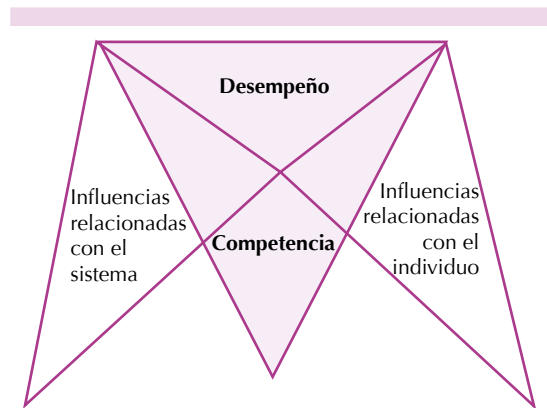 Desempeño
Influencias
relacionadas
con el
sistema
Competencia
Influencias
relacionadas
con el
individuo